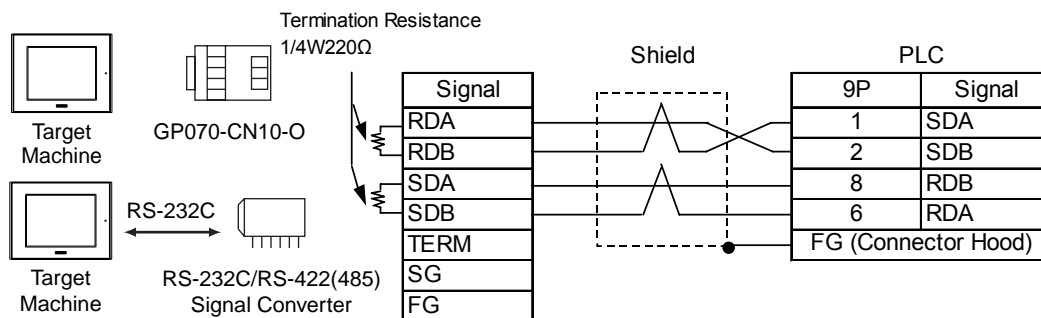 Termination Resistance
1/4W220Ω
Shield
PLC
Target
Machine
GP070-CN10-O
Target
Machine
RS-232C
RS-232C/RS-422(485)
Signal Converter
Signal
RDA
RDB
SDA
SDB
TERM
SG
FG
9P Signal
1 SDA
2 SDB
8 RDB
6 RDA
FG (Connector Hood)